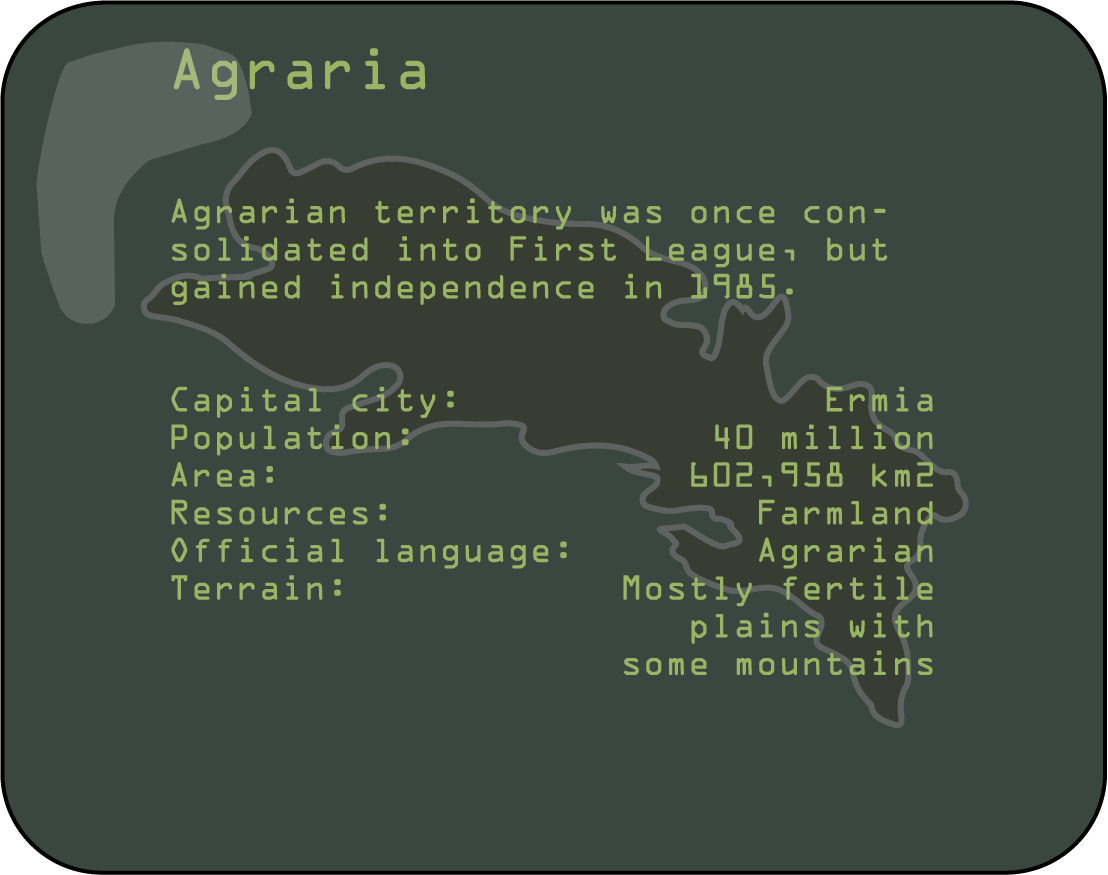 Agraria
Agrarian territory was once con-
solidated into First League, but
gained independence in 1985.
Capital city: Ermia
Population: 40 million
Area: 602,958 km2
Resources: Farmland
Official language: Agrarian
Terrain: Mostly fertile
plains with
some mountains